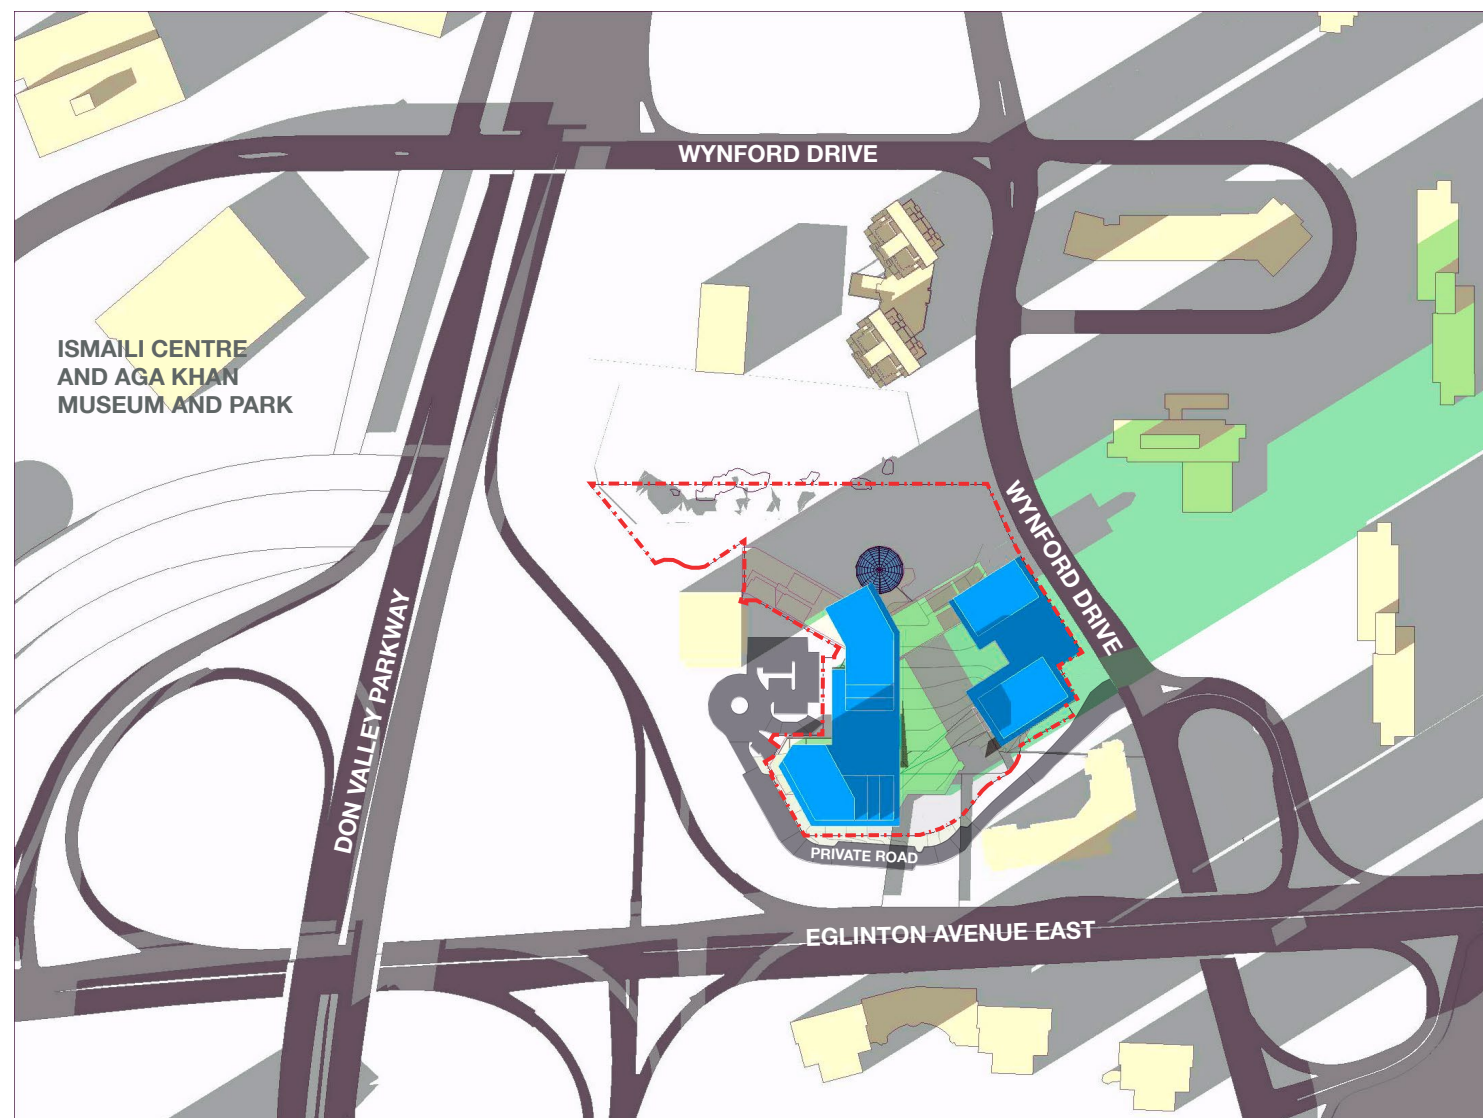 WYNFORD DRIVE
ISMAILI CENTRE
AND AGA KHAN
MUSEUM AND PARK
WYNFORD DRIVE
DON VALLEY PARKWAY
PRIVATE ROAD
EGLINTON AVENUE EAST